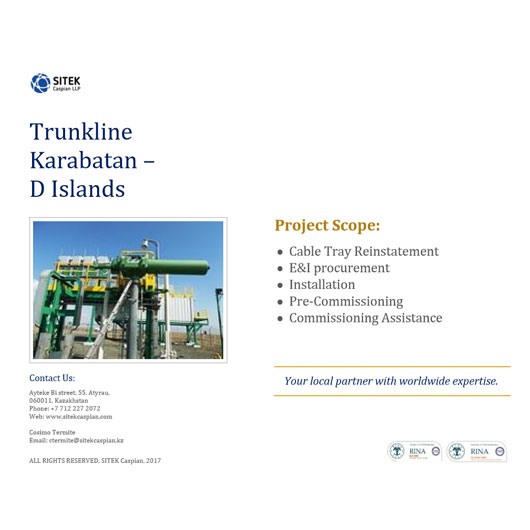 SITEK
Caspian LLP
Trunkline
Karabatan –
D Islands
Project Scope:
● Cable Tray Reinstatement
● E&I procurement
● Installation
● Pre-Commissioning
● Commissioning Assistance
Contact Us:
Ayteke Bi street, 55. Atyrau,
060011, Kazakhstan
Phone: +7 712 227 2072
Web: www.sitekcaspian.com
Cosimo Termite
Email: ctermite@sitekcaspian.kz
Your local partner with worldwide expertise.
ALL RIGHTS RESERVED, SITEK Caspian, 2017
RINA
RINA